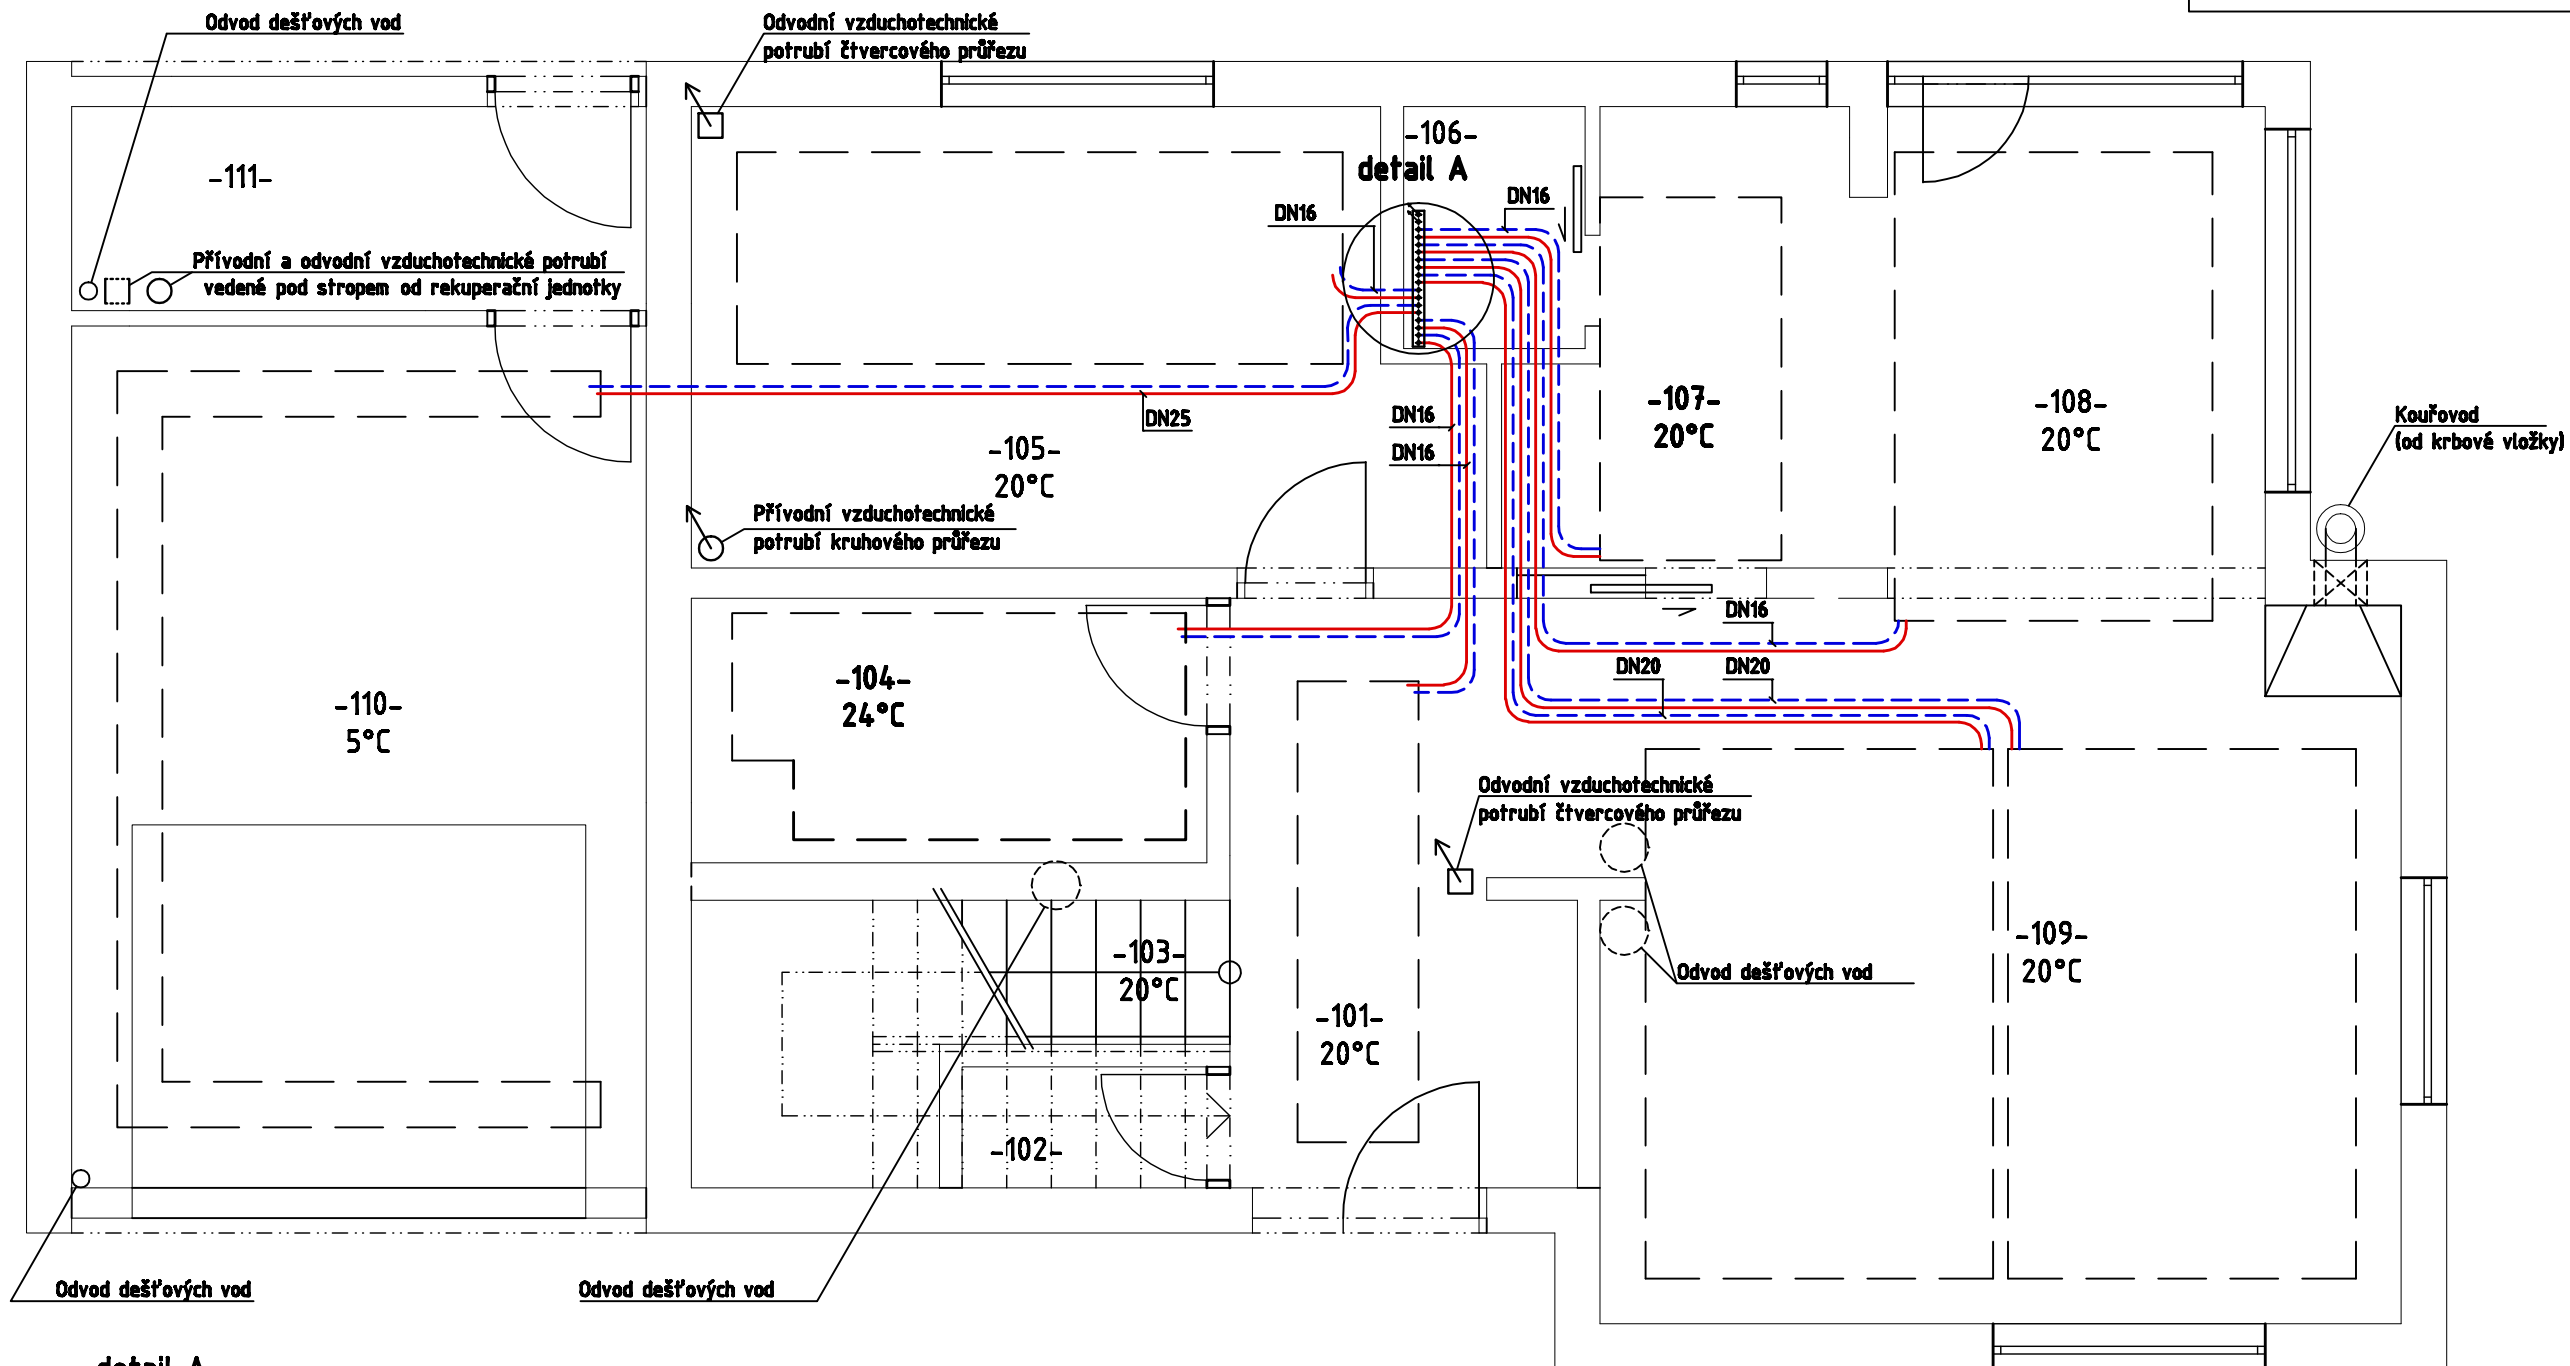 Odvod dešťových vod
Odvodní vzduchotechnické
potrubí čtvercového průřezu
-106-
detail A
-111-
DN16
DN16
Přívodní a odvodní vzduchotechnické potrubí
vedené pod stropem od rekuperační jednotky
-107-
20°C
-108-
20°C
DN25
DN16
DN16
Kouřovod
(od krbové vložky)
-105-
20°C
Přívodní vzduchotechnické
potrubí kruhového průřezu
DN16
-104-
24°C
DN20
DN20
-110-
5°C
Odvodní vzduchotechnické
potrubí čtvercového průřezu
-103-
20°C
-109-
20°C
Odvod dešťových vod
-101-
20°C
-102-
Odvod dešťových vod
Odvod dešťových vod
detail A